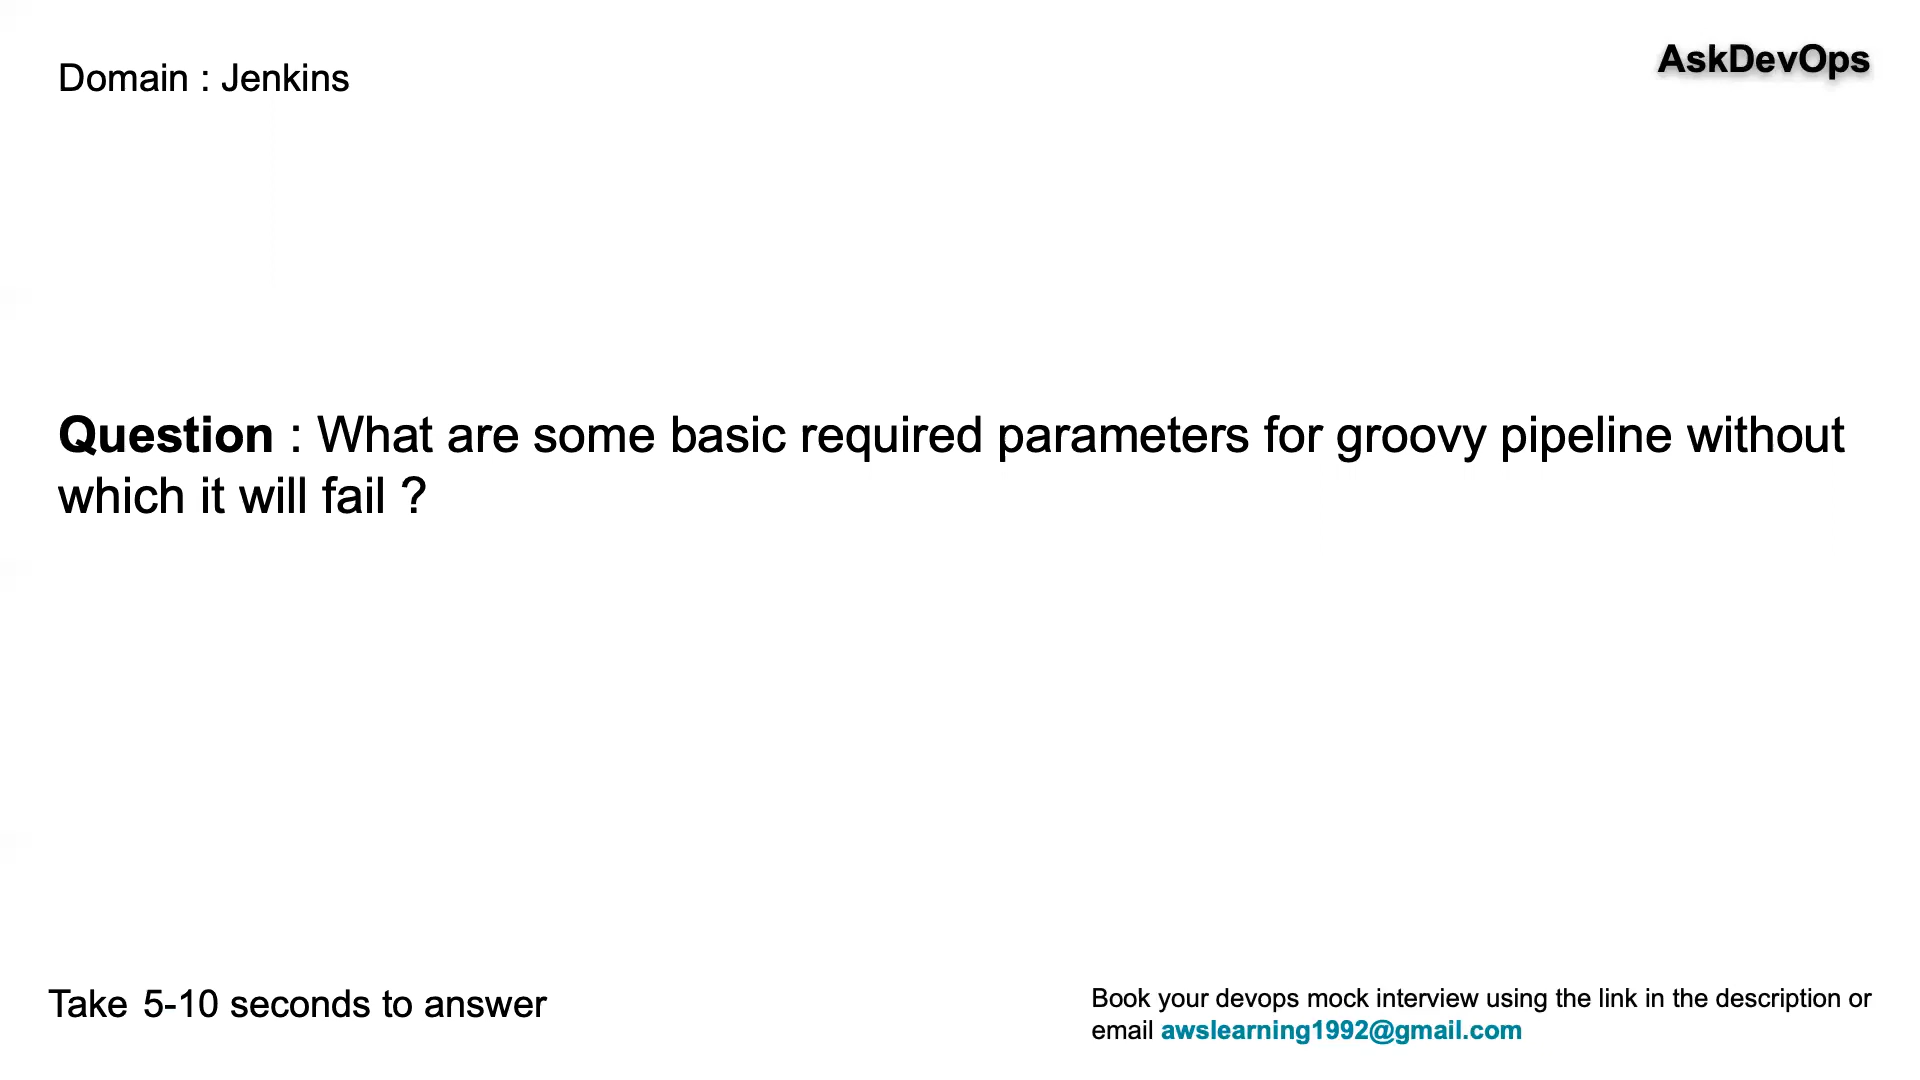 Domain : Jenkins
AskDevOps
Question : What are some basic required parameters for groovy pipeline without
which it will fail ?
Take 5-10 seconds to answer
Book your devops mock interview using the link in the description or
email awslearning1992@gmail.com